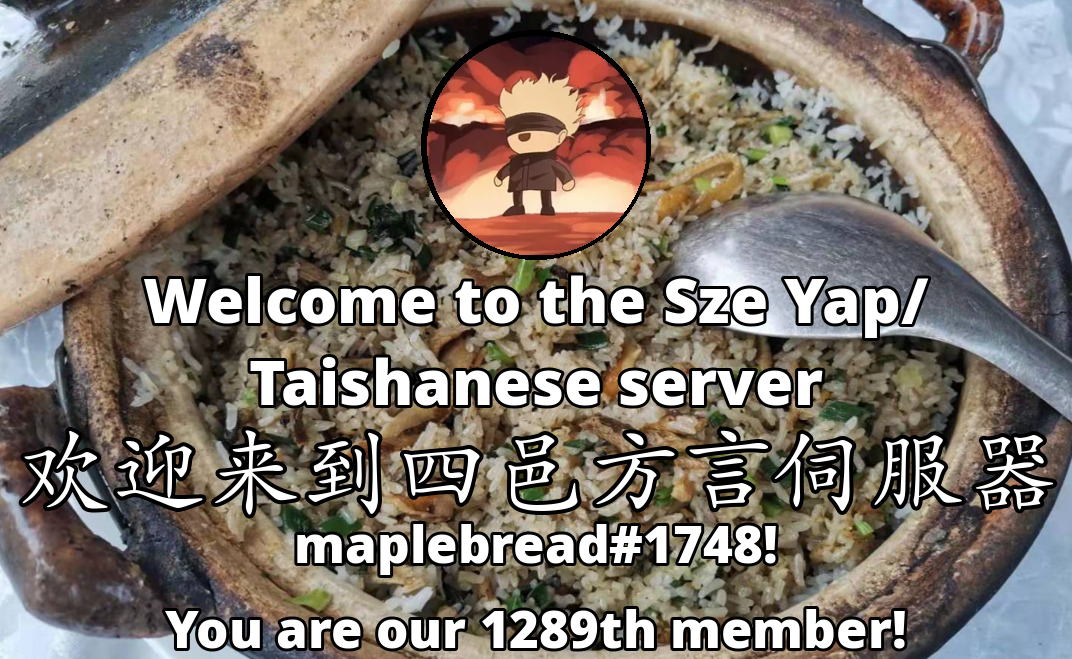 Welcome to the Sze Yap/
Taishanese server
欢迎来到四邑方言伺服器
maplebread#1748!
You are our 1289th member!